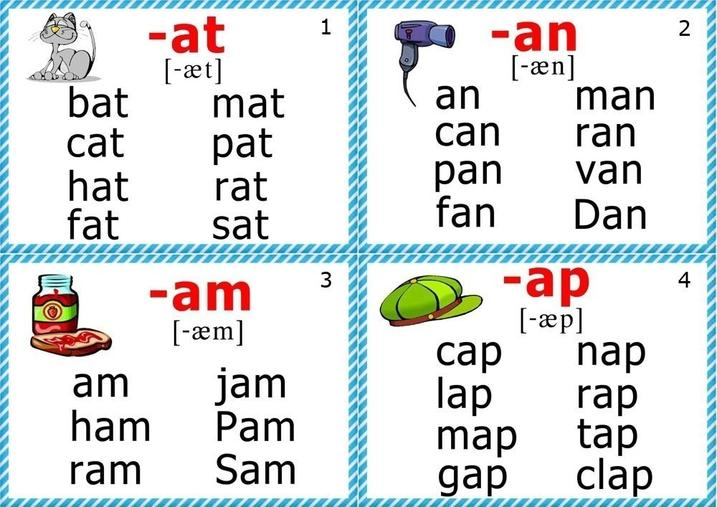 -at
1
[-æt]
bat mat
cat pat
hat rat
fat sat
-an
2
[-æn]
an man
can ran
pan van
fan Dan
-am
3
[-æm]
am jam
ham Pam
ram Sam
-ap
4
[-æp]
cap nap
lap rap
map tap
gap clap